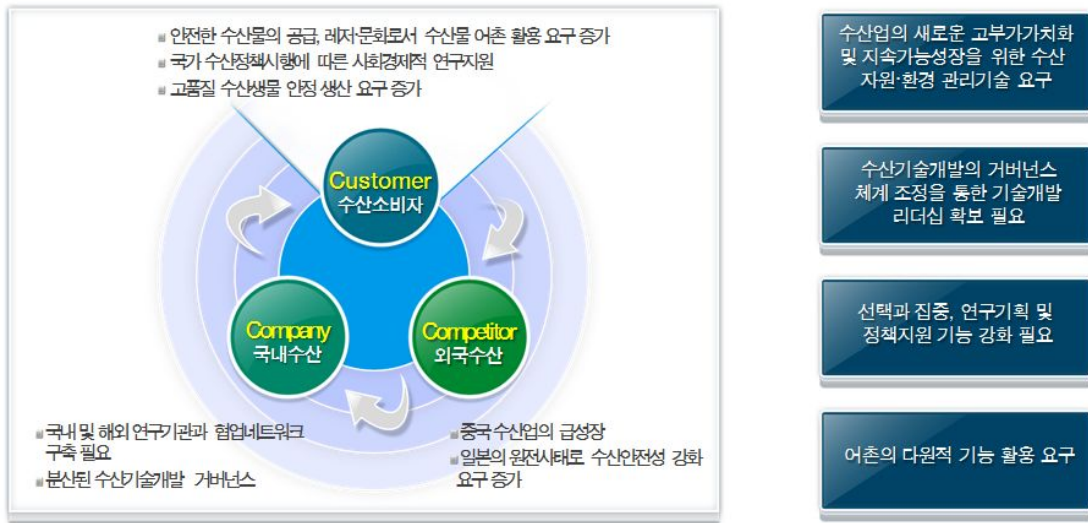 안전한 수산물의 공급, 레저·문화로서 수산물 어촌 활용 요구 증가
국가 수산정책시행에 따른 사회경제적 연구지원
고품질 수산생물 안정 생산 요구 증가
Customer
수산소비자
Company
국내수산
Competitor
외국수산
국내 및 해외 연구기관과 협업네트워크
구축 필요
분산된 수산기술개발 거버넌스
중국 수산업의 급성장
일본의 원전사태로 수산안전성 강화
요구 증가
수산업의 새로운 고부가가치화
및 지속가능성장을 위한 수산
자원·환경 관리기술 요구
수산기술개발의 거버넌스
체계 조정을 통한 기술개발
리더십 확보 필요
선택과 집중, 연구기획 및
정책지원 기능 강화 필요
어촌의 다원적 기능 활용 요구